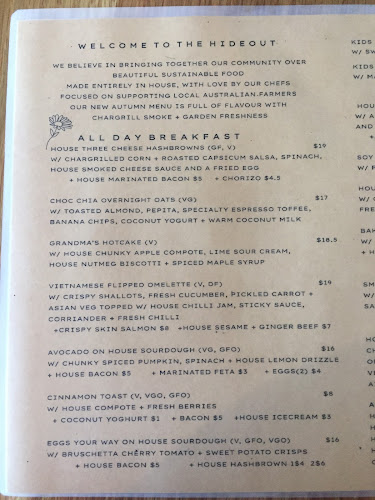 WELCOME TO THE HIDEOUT
WE BELIEVE IN BRINGING TOGETHER OUR COMMUNITY OVER
BEAUTIFUL SUSTAINABLE FOOD
MADE ENTIRELY IN HOUSE, WITH LOVE BY OUR CHEFS
FOCUSED ON SUPPORTING LOCAL AUSTRALIAN FARMERS
OUR NEW AUTUMN MENU IS FULL OF FLAVOUR WITH
CHARGRILL SMOKE + GARDEN FRESHNESS
ALL DAY BREAKFAST
HOUSE THREE CHEESE HASHBROWNS (GF, V) $19
W/ CHARGRILLED CORN + ROASTED CAPSICUM SALSA, SPINACH,
HOUSE SMOKED CHEESE SAUCE AND A FRIED EGG
+ HOUSE MARINATED BACON $5 + CHORIZO $4.5
CHOC CHIA OVERNIGHT OATS (VG) $17
W/ TOASTED ALMOND, PEPITA, SPECIALTY ESPRESSO TOFFEE,
BANANA CHIPS, COCONUT YOGURT + WARM COCONUT MILK
GRANDMA'S HOTCAKE (V) $18.5
W/ HOUSE CHUNKY APPLE COMPOTE, LIME SOUR CREAM,
HOUSE NUTMEG BISCOTTI + SPICED MAPLE SYRUP
VIETNAMESE FLIPPED OMELETTE (V, DF) $19
W/ CRISPY SHALLOTS, FRESH CUCUMBER, PICKLED CARROT +
ASIAN VEG TOPPED W/ HOUSE CHILLI JAM, STICKY SAUCE,
CORRIANDER + FRESH CHILLI
+CRISPY SKIN SALMON $8 +HOUSE SESAME + GINGER BEEF $7
AVOCADO ON HOUSE SOURDOUGH (VG, GFO) $16
W/ CHUNKY SPICED PUMPKIN, SPINACH + HOUSE LEMON DRIZZLE
+ HOUSE BACON $5 + MARINATED FETA $3 + EGGS(2) $4
CINNAMON TOAST (V, VGO, GFO) $8
W/ HOUSE COMPOTE + FRESH BERRIES
+ COCONUT YOGHURT $1 + BACON $5 +HOUSE ICECREAM $3
EGGS YOUR WAY ON HOUSE SOURDOUGH (V, GFO, VGO) $16
W/ BRUSCHETTA CHERRY TOMATO + SWEET POTATO CRISPS
+ HOUSE BACON $5 + HOUSE HASHBROWN 1$4 2$6
KIDS
W/ SW
KIDS